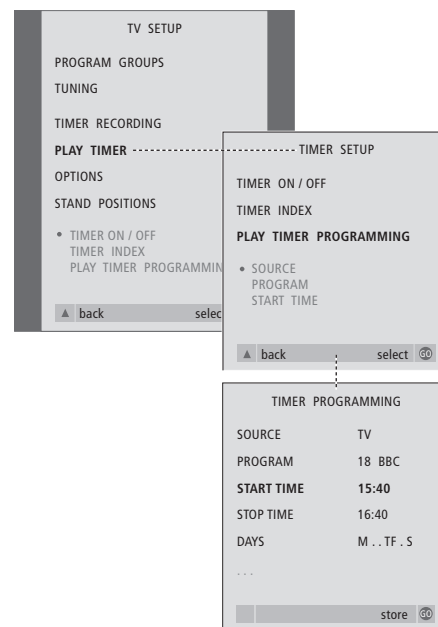 TV SETUP
PROGRAM GROUPS
TUNING
TIMER RECORDING
PLAY TIMER
OPTIONS
STAND POSITIONS
• TIMER ON / OFF
TIMER INDEX
PLAY TIMER PROGRAMMIN
▲ back selec
TIMER SETUP
TIMER ON / OFF
TIMER INDEX
PLAY TIMER PROGRAMMING
• SOURCE
PROGRAM
START TIME
▲ back select GO
TIMER PROGRAMMING
SOURCE TV
PROGRAM 18 BBC
START TIME 15:40
STOP TIME 16:40
DAYS M . . TF . S
. . .
store GO